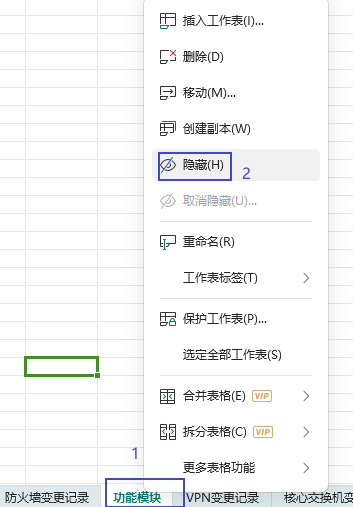 插入工作表(I)...
删除(D)
移动(M)...
创建副本(W)
隐藏(H)
2
取消隐藏(U)...
重命名(R)
工作表标签(T)
保护工作表(P)...
选定全部工作表(S)
合并表格(E) VIP
拆分表格(C) VIP
1
更多表格功能
防火墙变更记录 功能模块 VPN变更记录 核心交换机变